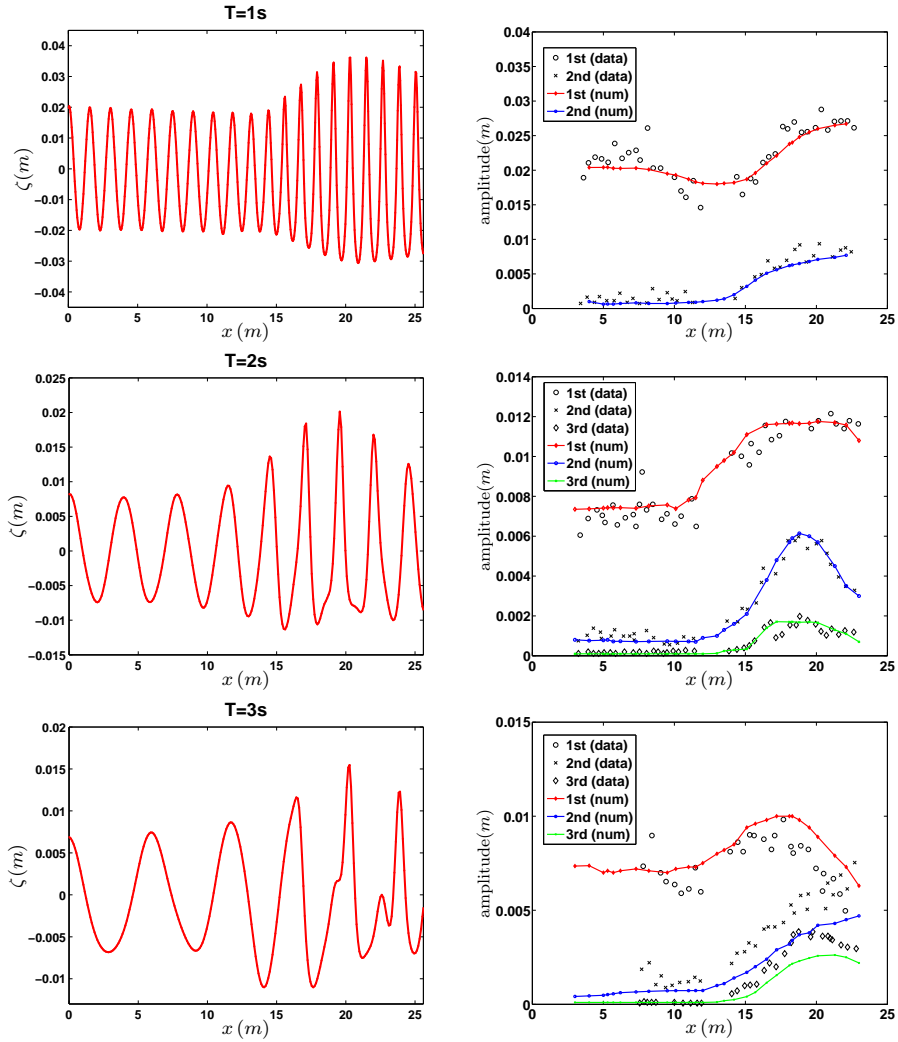 T=1s
0.04
0.03
0.02
0.01
0
−0.01
−0.02
−0.03
−0.04
ζ(m)
0 5 10 15 20 25
x (m)
0.04
0.03
0.02
0.01
0.005
0
amplitude(m)
1st (data)
2nd (data)
1st (num)
2nd (num)
0 5 10 15 20 25
x (m)
T=2s
0.025
0.02
0.015
0.01
0.005
0
−0.005
−0.01
−0.015
ζ(m)
0 5 10 15 20 25
x (m)
0.014
0.012
0.01
0.008
0.006
0.004
0.002
0
amplitude(m)
1st (data)
2nd (data)
3rd (data)
1st (num)
2nd (num)
3rd (num)
0 5 10 15 20 25
x (m)
T=3s
0.02
0.015
0.01
0.005
0
−0.005
−0.01
ζ(m)
0 5 10 15 20 25
x (m)
0.015
0.01
0.005
0
amplitude(m)
1st (data)
2nd (data)
3rd (data)
1st (num)
2nd (num)
3rd (num)
0 5 10 15 20 25
x (m)